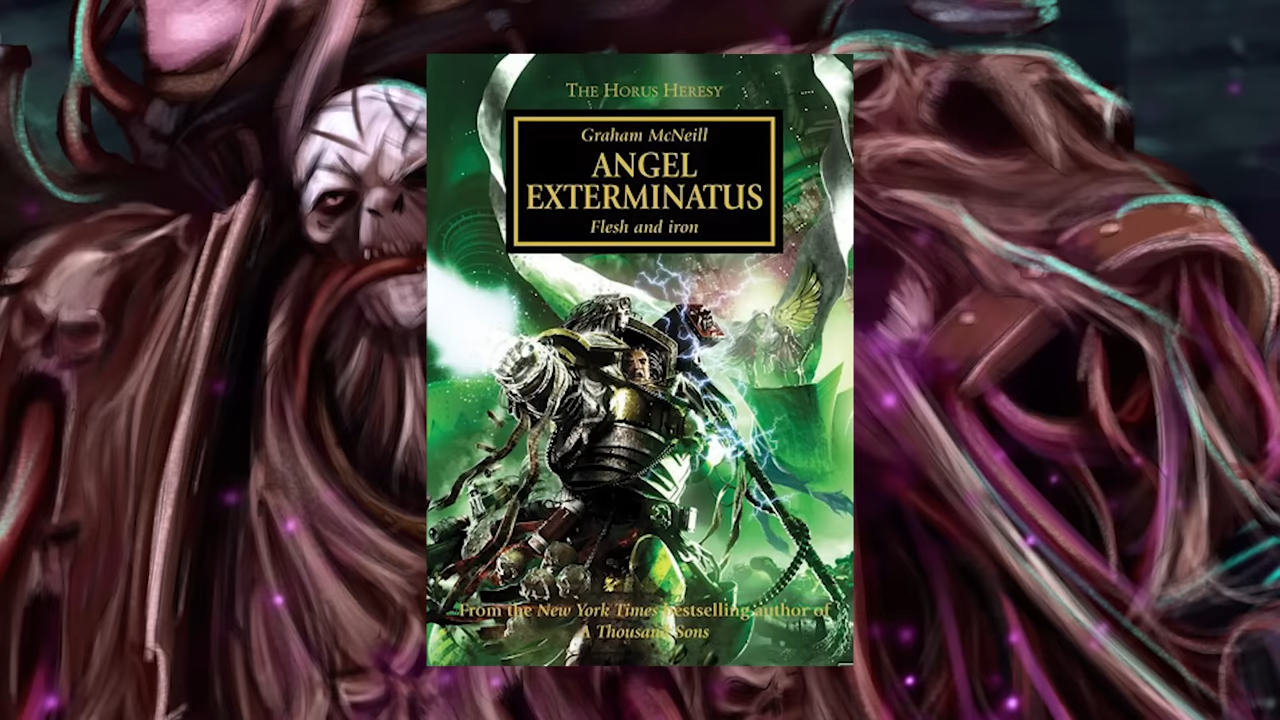 The Horus Heresy
Graham McNeill
ANGEL
EXTERMINATUS
Flesh and iron
From the New York Times bestselling author of
A Thousand Sons